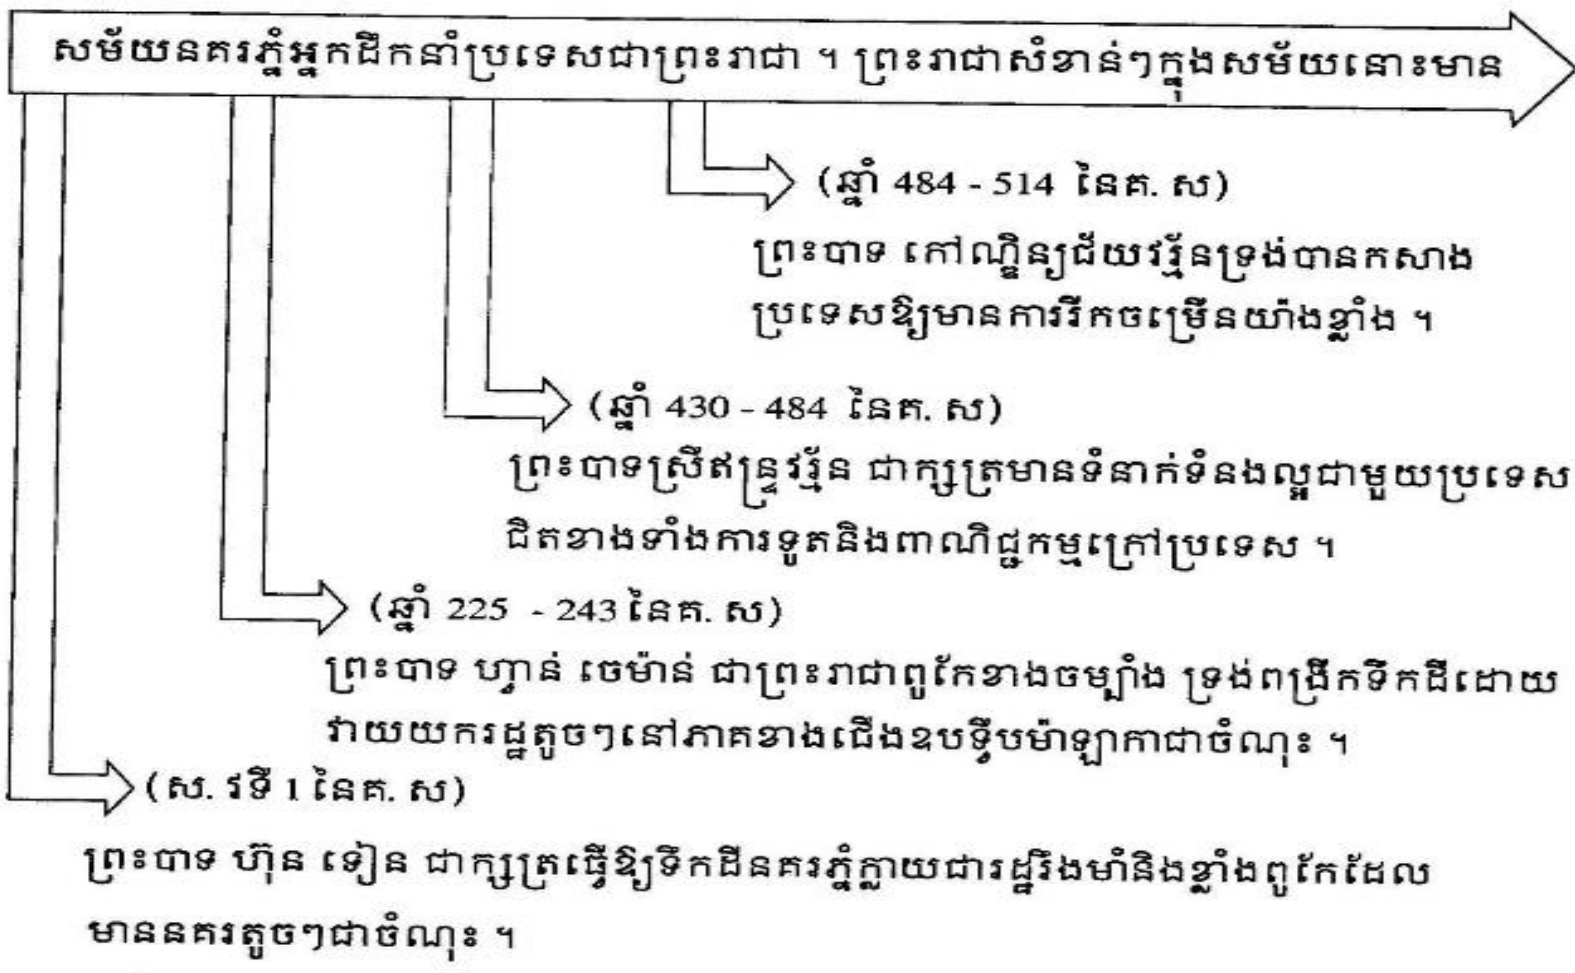 សម័យនគរភ្នំអ្នកដឹកនាំប្រទេសជាព្រះរាជា ។ ព្រះរាជាសំខាន់ៗក្នុងសម័យនោះមាន
(ឆ្នាំ 484 - 514 នៃគ. ស)
ព្រះបាទ កៅណ្ឌិន្យជ័យវរ្ម័នទ្រង់បានកសាង
ប្រទេសឱ្យមានការរីកចម្រើនយ៉ាងខ្លាំង ។
(ឆ្នាំ 430 - 484 នៃគ. ស)
ព្រះបាទស្រីឥន្ទ្រវរ្ម័ន ជាក្សត្រមានទំនាក់ទំនងល្អជាមួយប្រទេស
ជិតខាងទាំងការទូតនិងពាណិជ្ជកម្មក្រៅប្រទេស ។
(ឆ្នាំ 225 - 243 នៃគ. ស)
ព្រះបាទ ហ្វាន់ ចេម៉ាន់ ជាព្រះរាជាពូកែខាងចម្បាំង ទ្រង់ពង្រីកទឹកដីដោយ
វាយយករដ្ឋតូចៗនៅភាគខាងជើងឧបទ្វីបម៉ាឡាកាជាចំណុះ ។
(ស. វទី 1 នៃគ. ស)
ព្រះបាទ ហ៊ុន ទៀន ជាក្សត្រធ្វើឱ្យទឹកដីនគរភ្នំក្លាយជារដ្ឋរឹងមាំនិងខ្លាំងពូកែដែល
មាននគរតូចៗជាចំណុះ ។